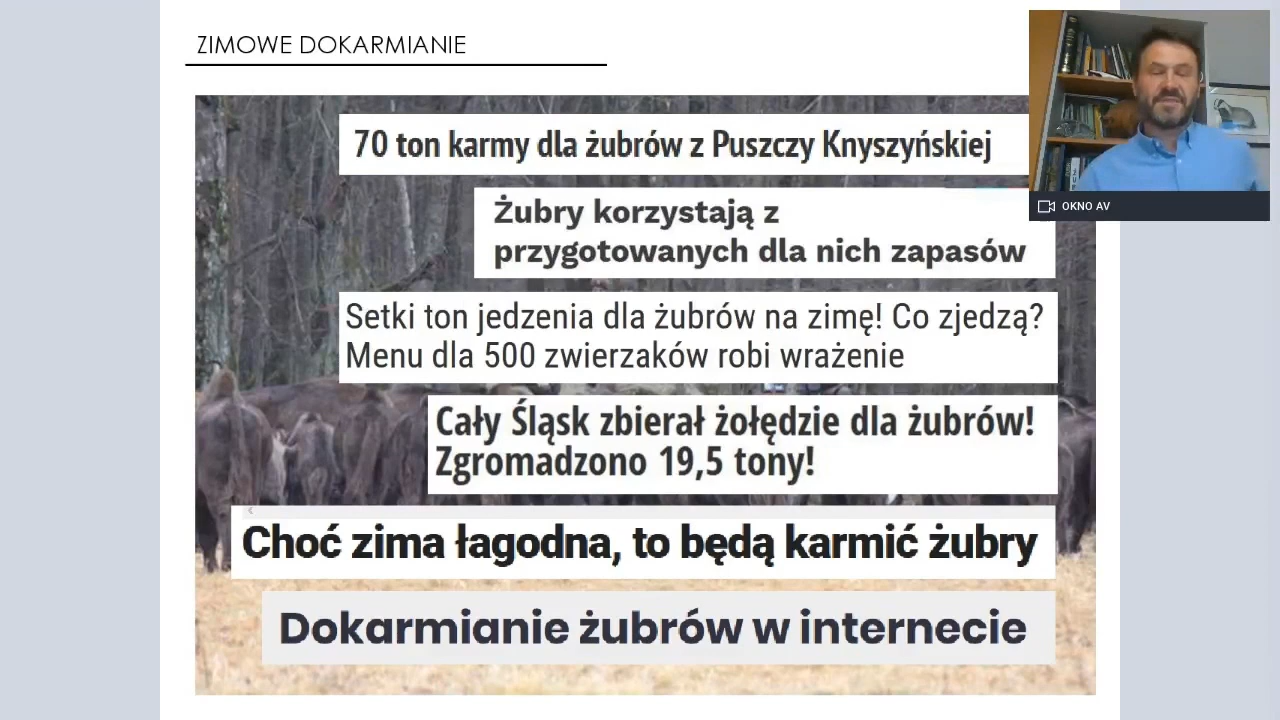 ZIMOWE DOKARMIANIE
70 ton karmy dla żubrów z Puszczy Knyszyńskiej
Żubry korzystają z
przygotowanych dla nich zapasów
Setki ton jedzenia dla żubrów na zimę! Co zjedzą?
Menu dla 500 zwierzaków robi wrażenie
Cały Śląsk zbierał żołędzie dla żubrów!
Zgromadzono 19,5 tony!
Choć zima łagodna, to będą karmić żubry
Dokarmianie żubrów w internecie
OKNO AV